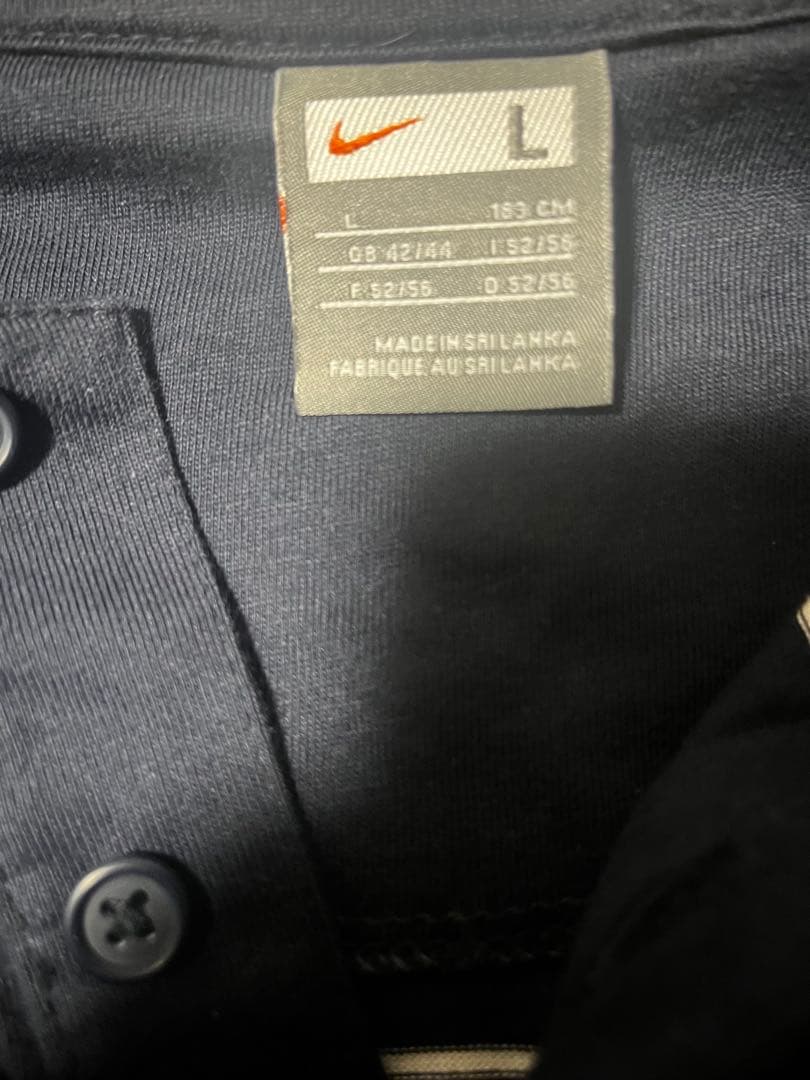 L
L 183 CM
GB 42/44 I 52/56
F 52/56 D 52/56
MADE IN SRI LANKA
FABRIQUE AU SRI LANKA